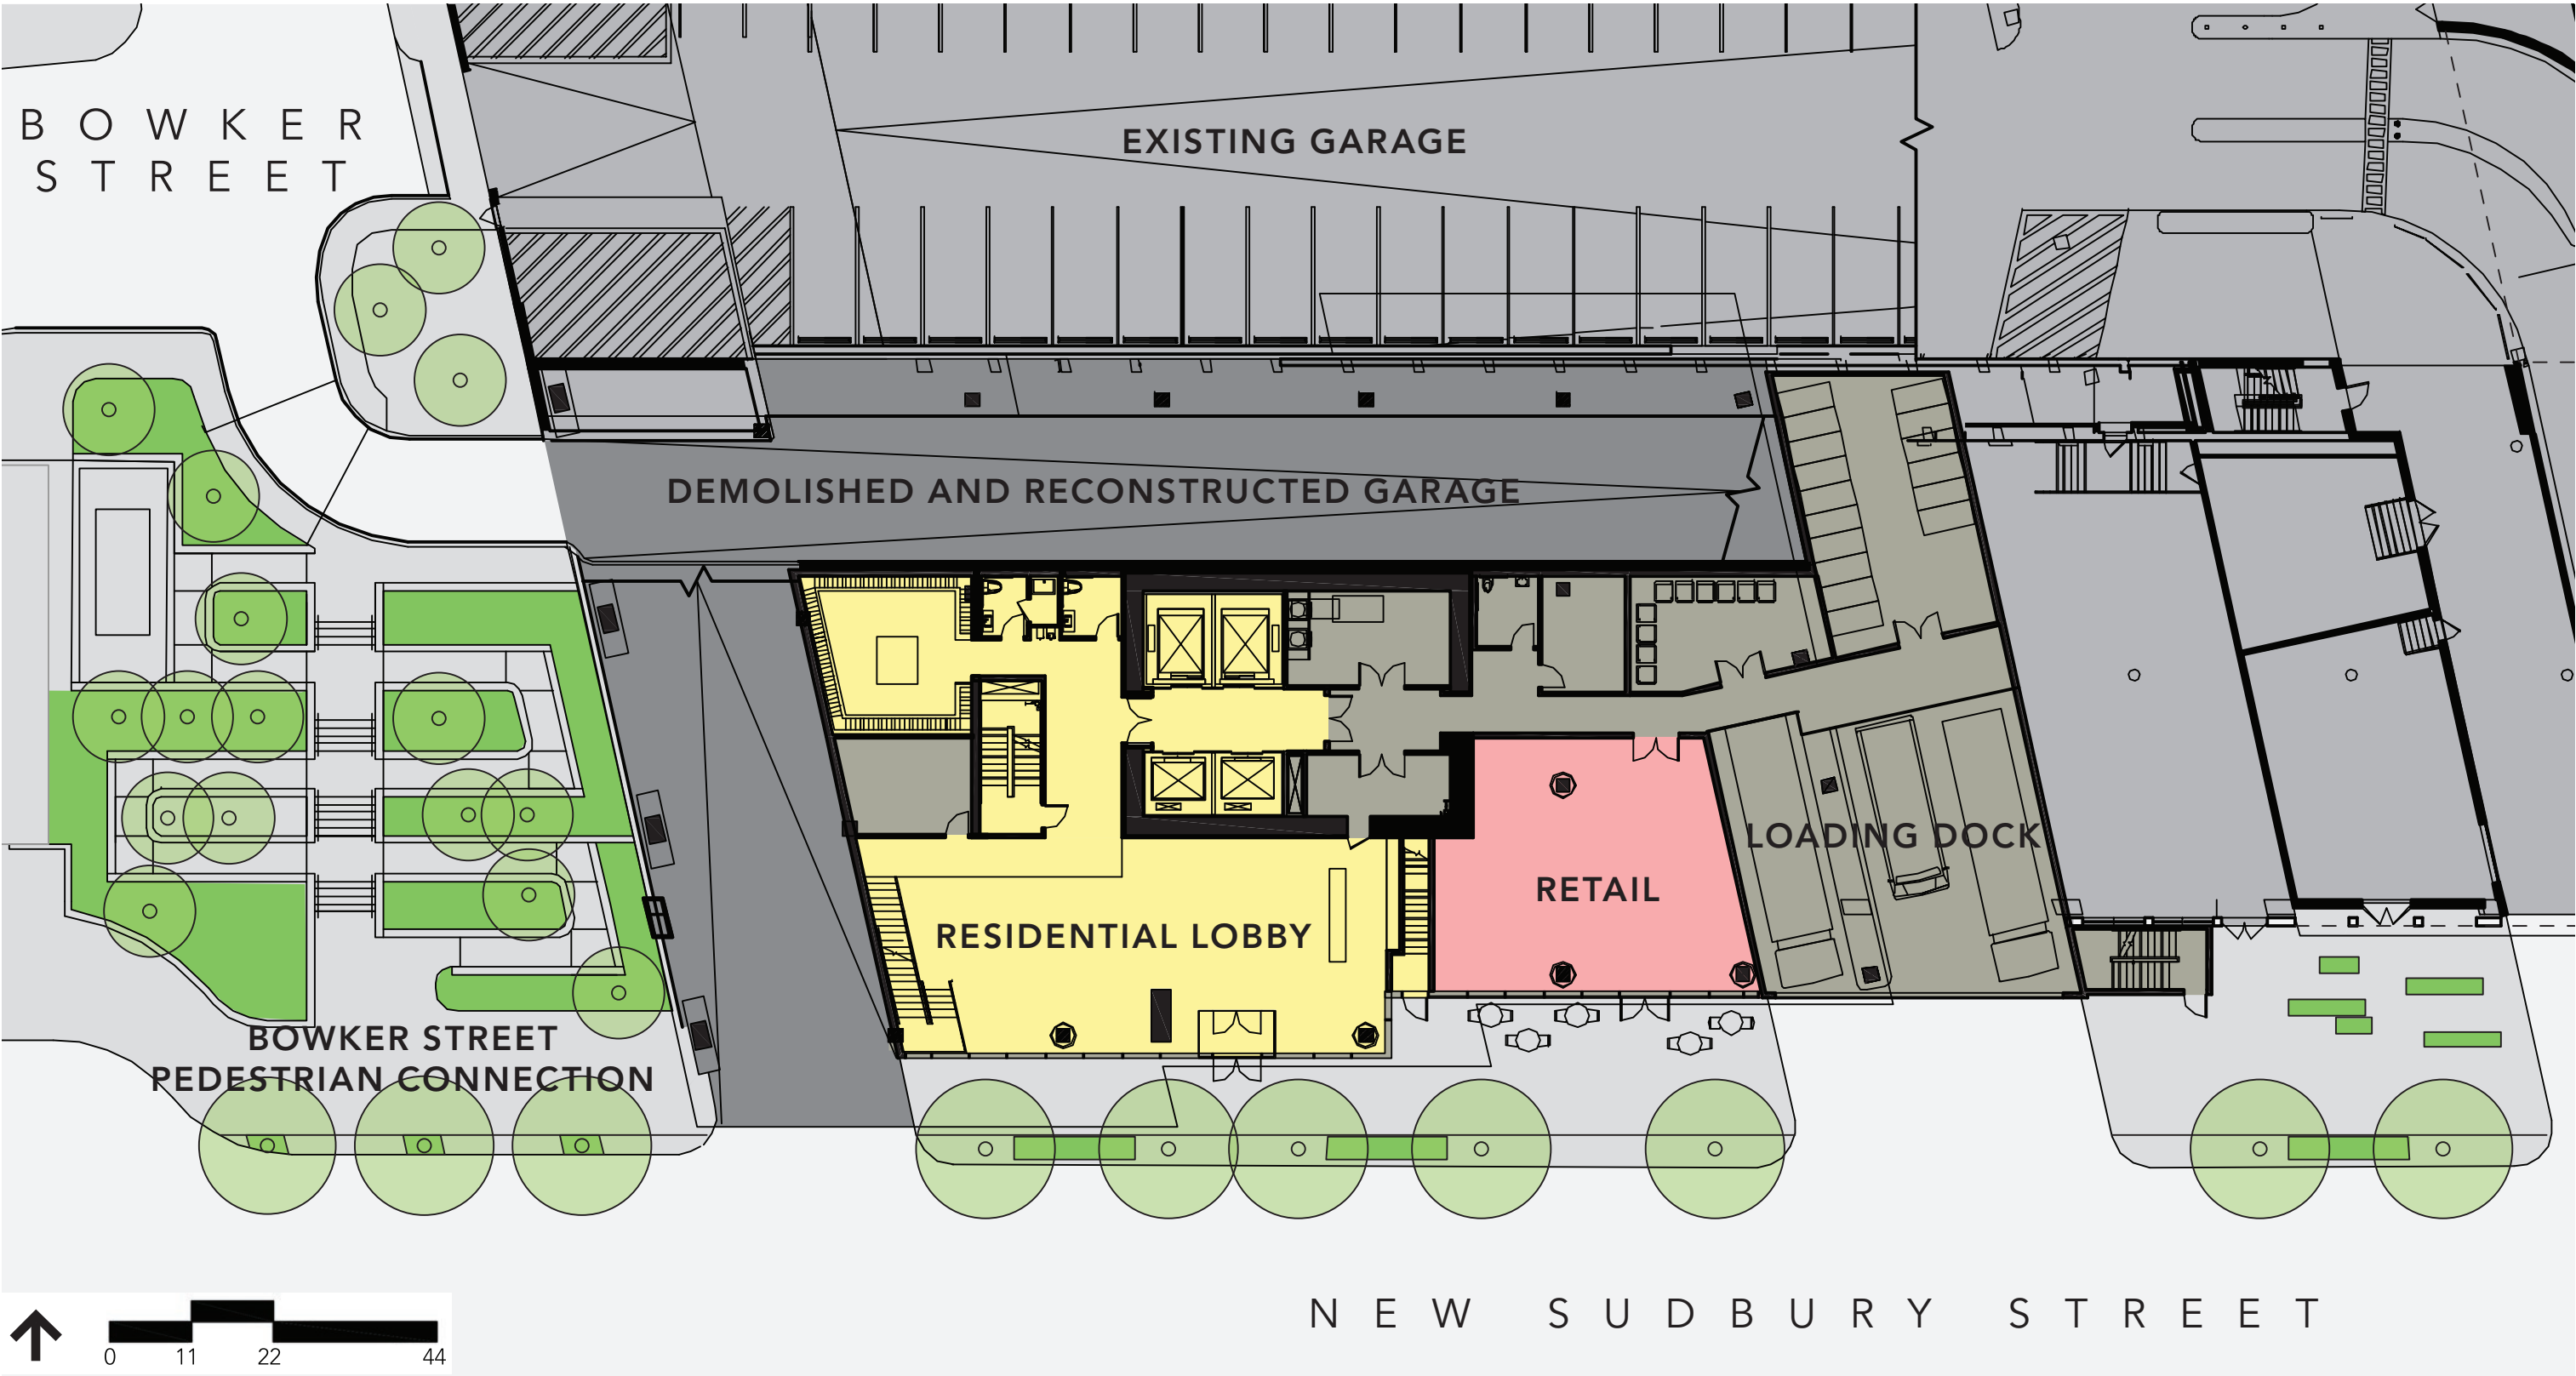 BOWKER
STREET
EXISTING GARAGE
DEMOLISHED AND RECONSTRUCTED GARAGE
LOADING DOCK
RETAIL
RESIDENTIAL LOBBY
BOWKER STREET
PEDESTRIAN CONNECTION
NEW SUDBURY STREET
0 11 22 44